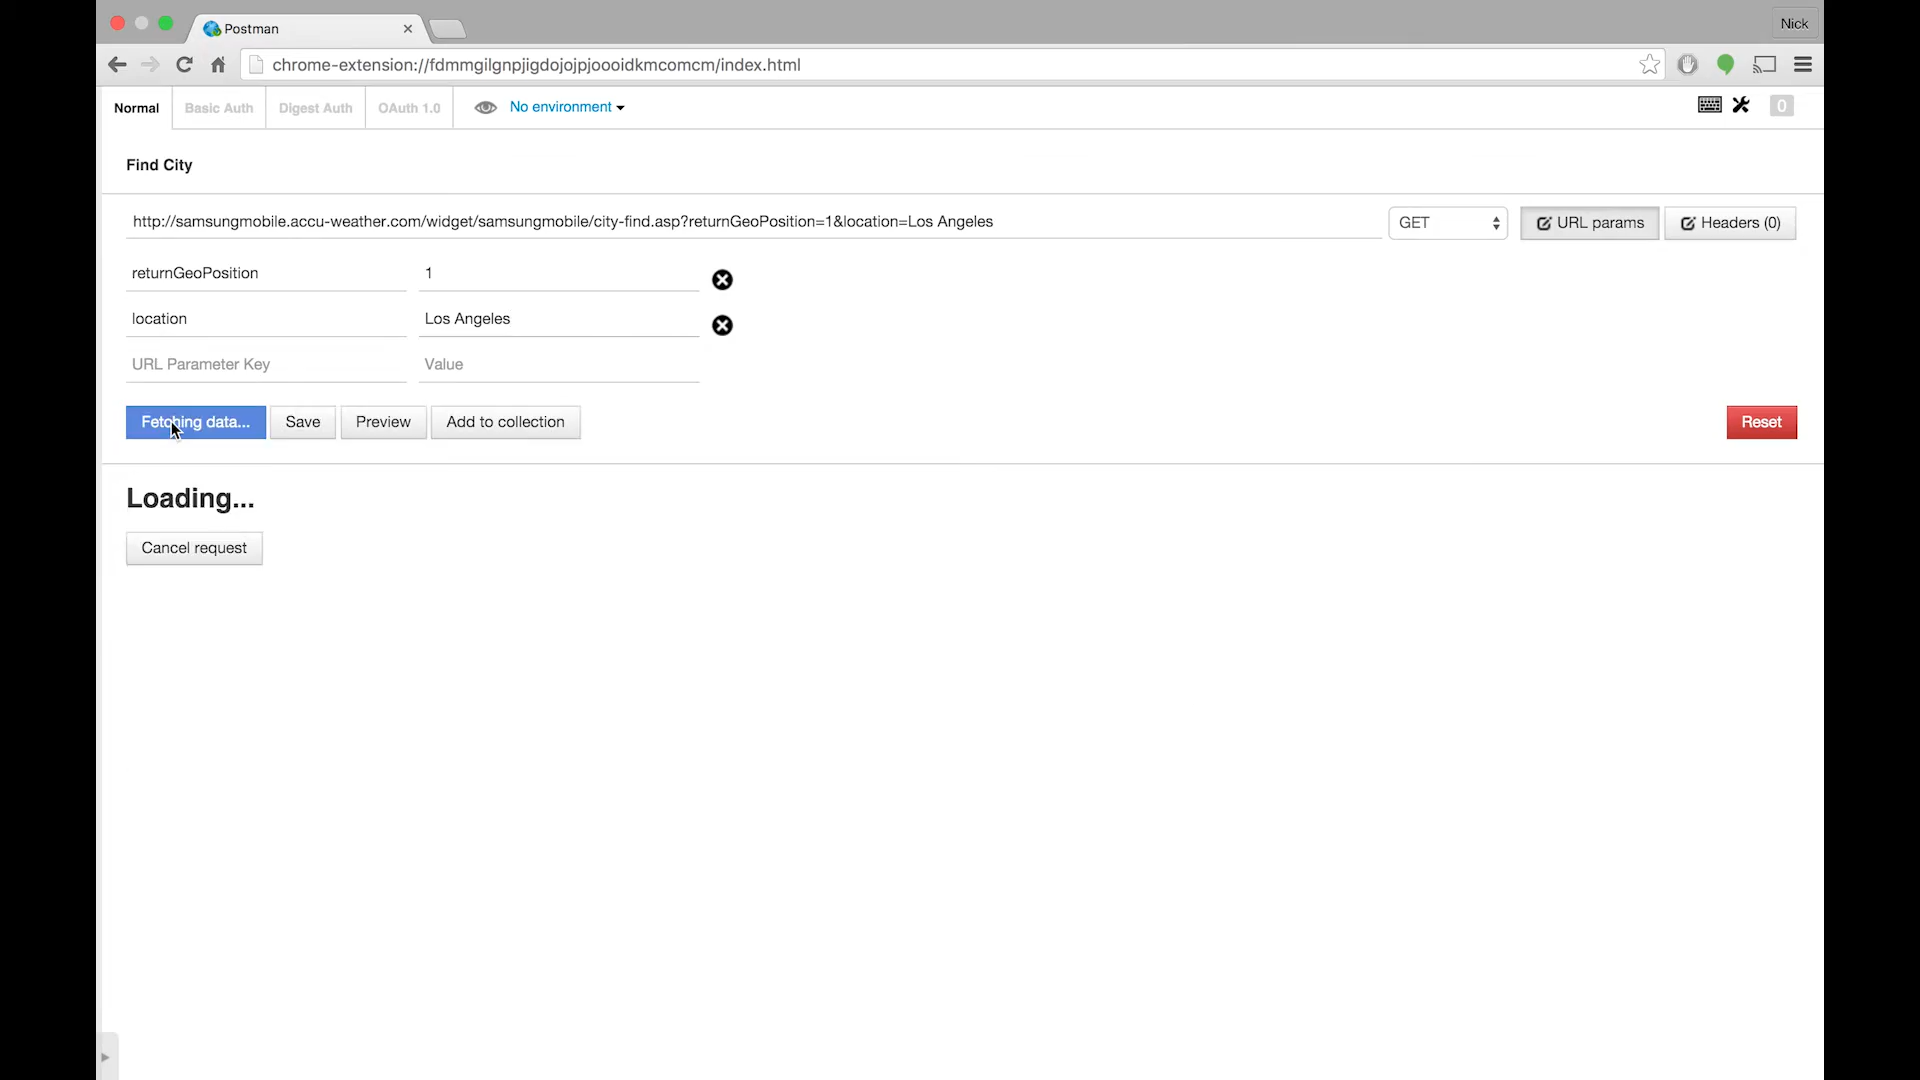 Postman
Nick
chrome-extension://fdmmgilgnpjigdojojpjoooidkmcomcm/index.html
Normal Basic Auth Digest Auth OAuth 1.0 No environment 0
Find City
http://samsungmobile.accu-weather.com/widget/samsungmobile/city-find.asp?returnGeoPosition=1&location=Los Angeles GET URL params Headers (0)
returnGeoPosition 1
location Los Angeles
URL Parameter Key Value
Fetching data... Save Preview Add to collection Reset
Loading...
Cancel request